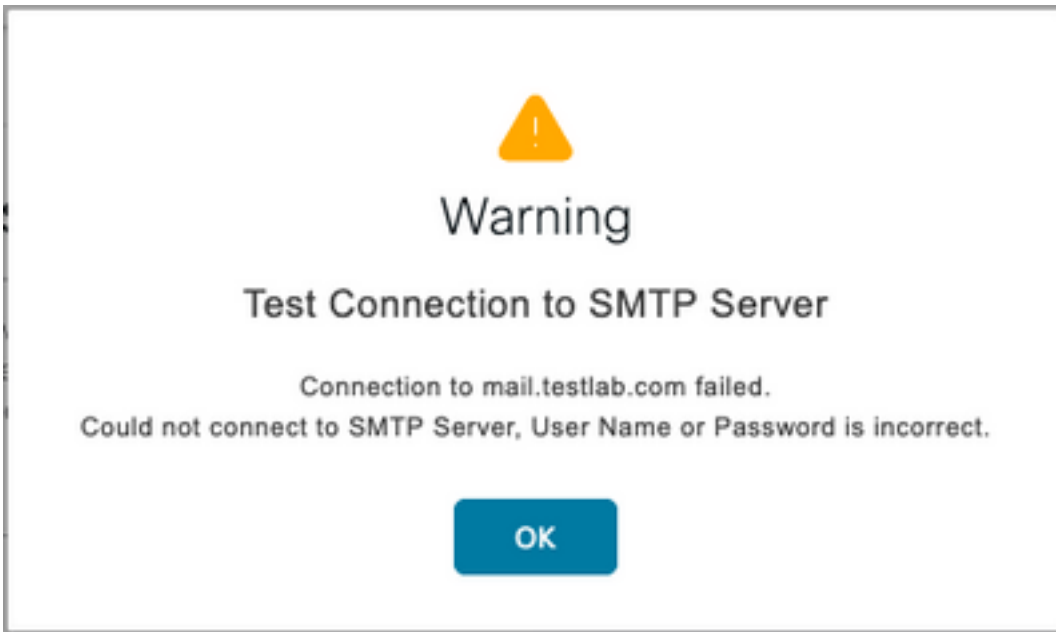 Warning
Test Connection to SMTP Server
Connection to mail.testlab.com failed.
Could not connect to SMTP Server, User Name or Password is incorrect.
OK